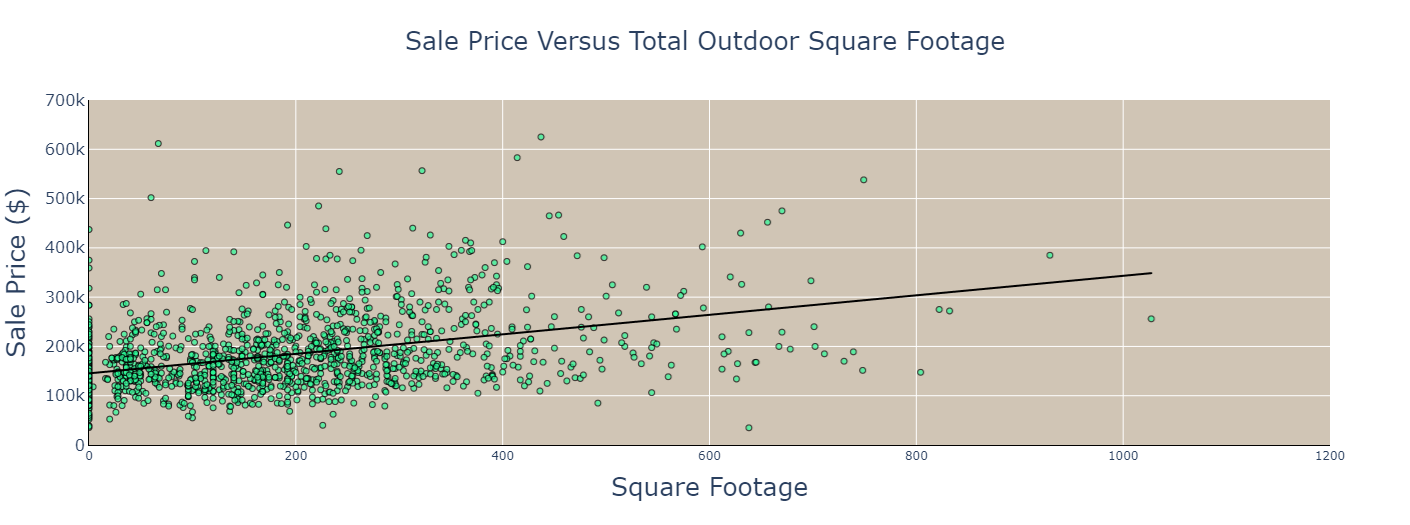 Sale Price Versus Total Outdoor Square Footage
700k
600k
500k
400k
300k
200k
100k
0
Sale Price ($)
0 200 400 600 800 1000 1200
Square Footage